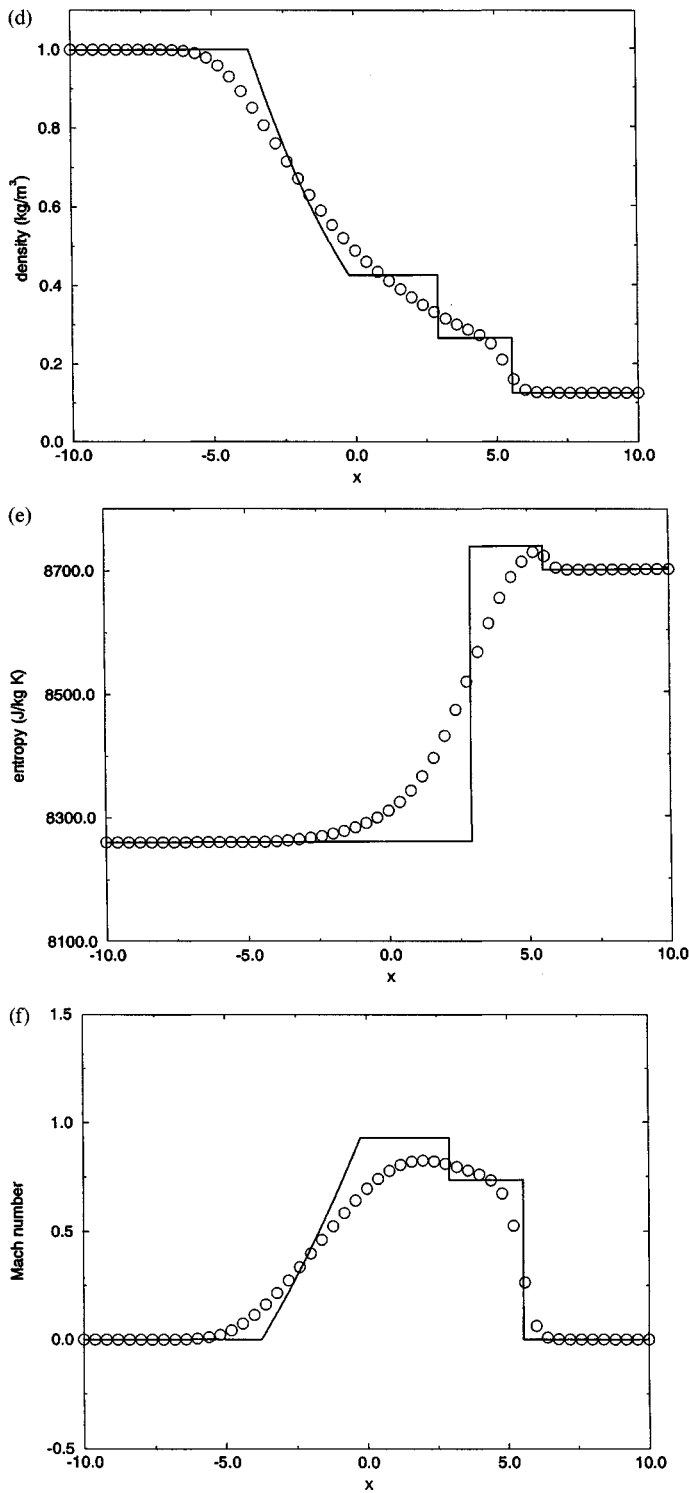 (d)
1.0
0.8
0.6
0.4
0.2
0.0
density (kg/m³)
-10.0 -5.0 0.0 5.0 10.0
x
(e)
8700.0
8500.0
8300.0
8100.0
entropy (J/kg K)
-10.0 -5.0 0.0 5.0 10.0
x
(f)
1.5
1.0
0.5
0.0
-0.5
Mach number
-10.0 -5.0 0.0 5.0 10.0
x